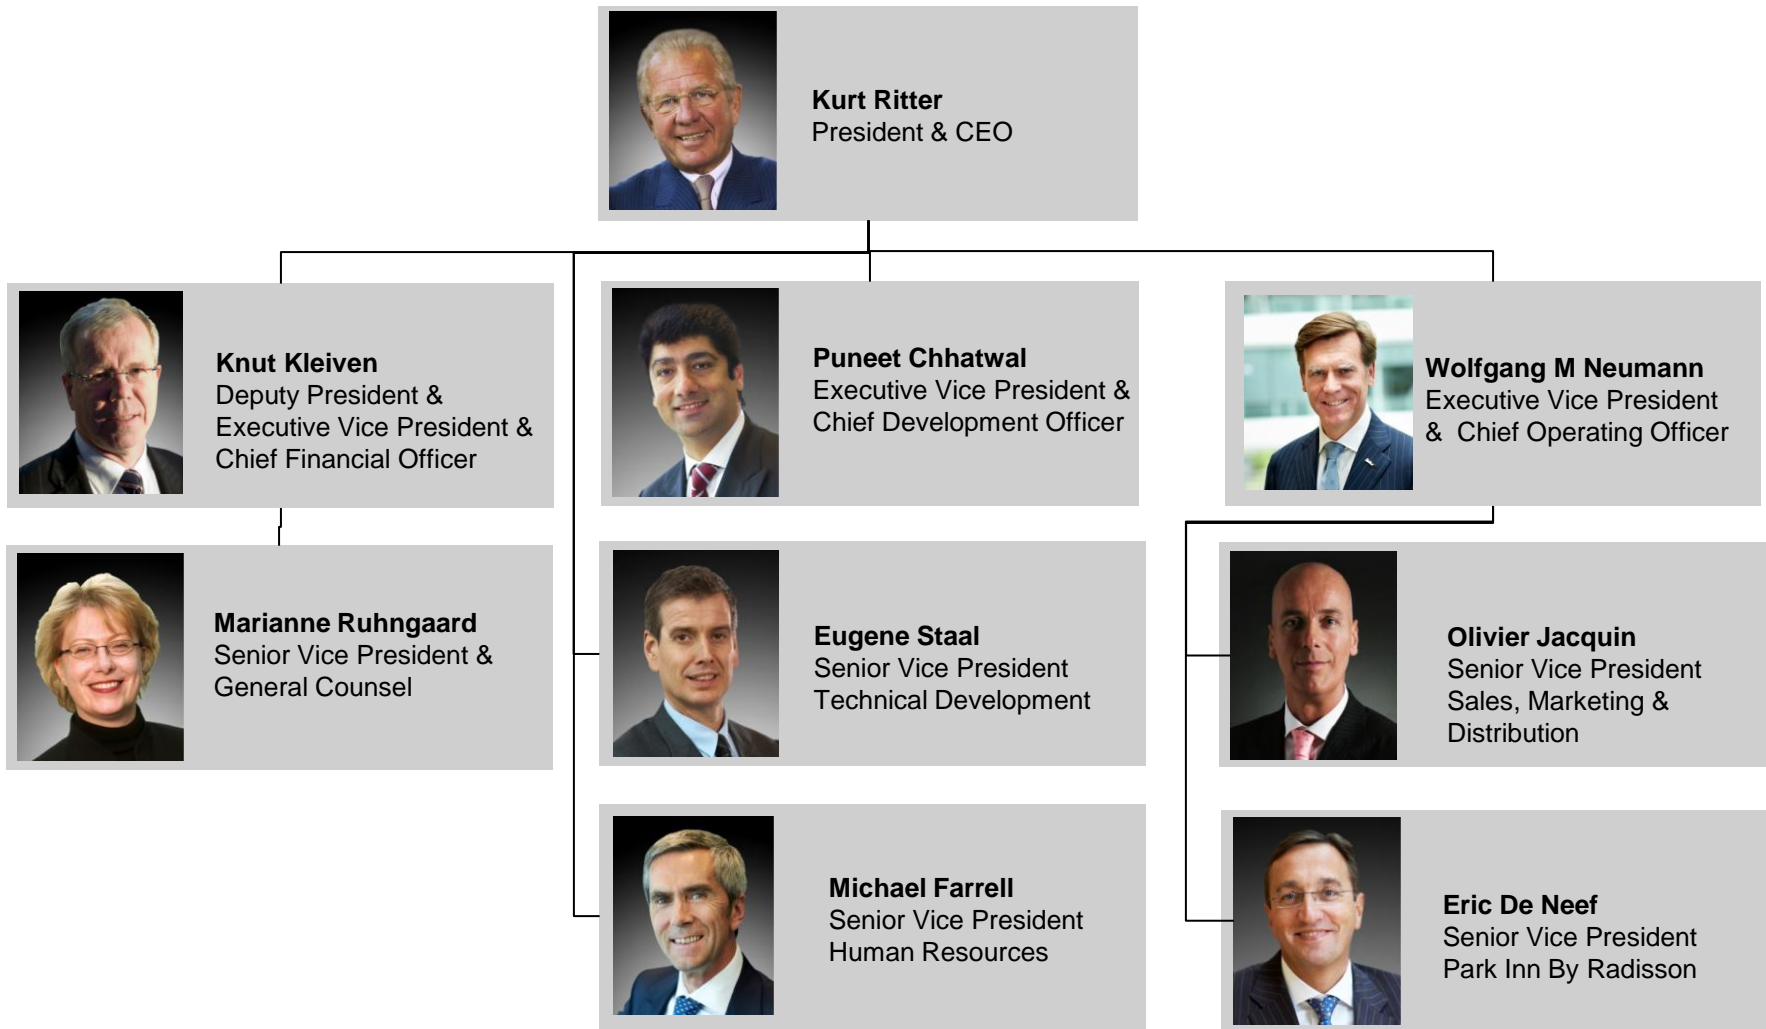 Kurt Ritter
President & CEO
Knut Kleiven
Deputy President &
Executive Vice President &
Chief Financial Officer
Puneet Chhatwal
Executive Vice President &
Chief Development Officer
Wolfgang M Neumann
Executive Vice President
& Chief Operating Officer
Marianne Ruhngaard
Senior Vice President &
General Counsel
Eugene Staal
Senior Vice President
Technical Development
Olivier Jacquin
Senior Vice President
Sales, Marketing &
Distribution
Michael Farrell
Senior Vice President
Human Resources
Eric De Neef
Senior Vice President
Park Inn By Radisson